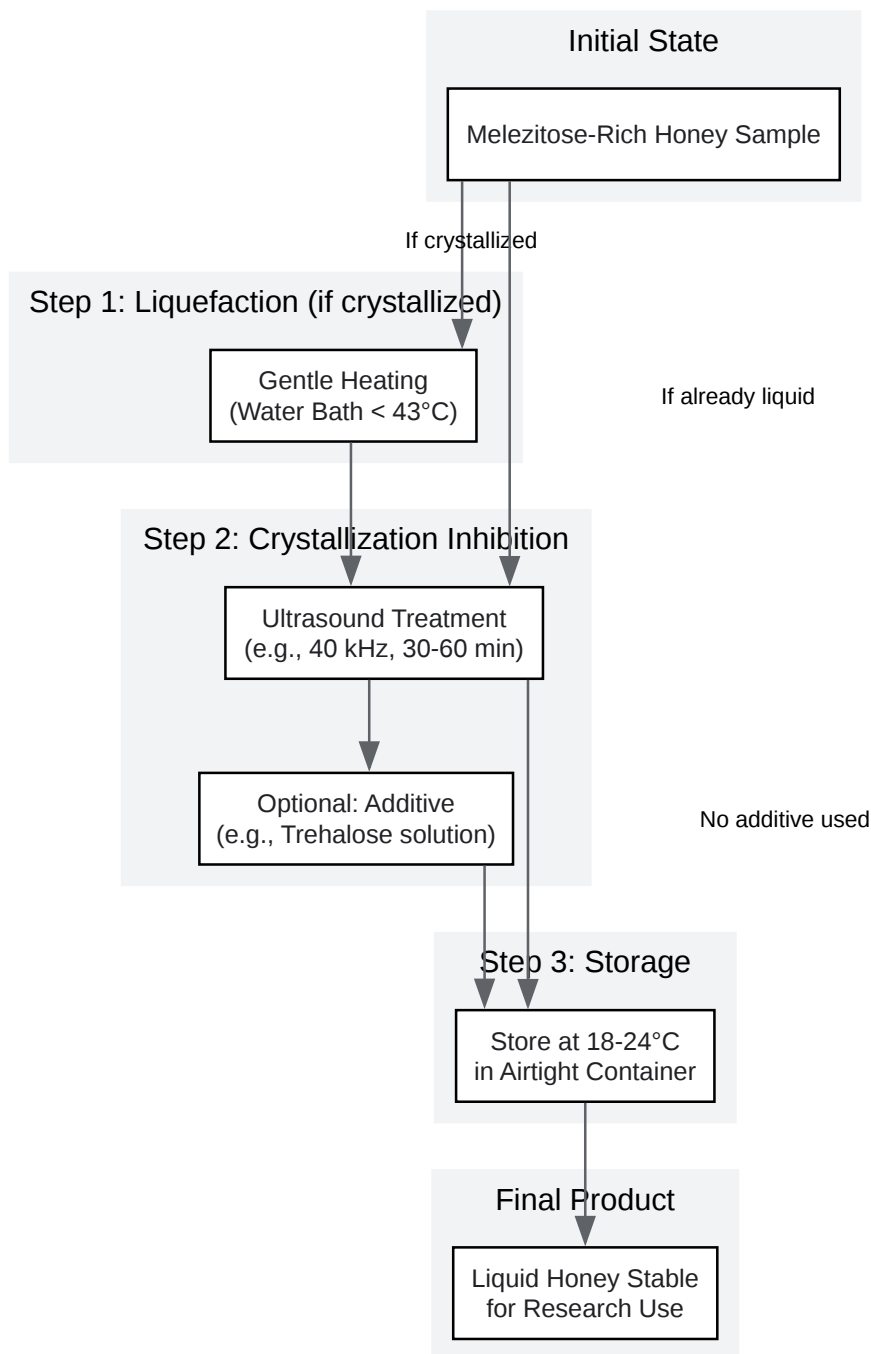 Initial State
Melezitose-Rich Honey Sample
If crystallized
Step 1: Liquefaction (if crystallized)
Gentle Heating
(Water Bath < 43°C)
If already liquid
Step 2: Crystallization Inhibition
Ultrasound Treatment
(e.g., 40 kHz, 30-60 min)
Optional: Additive
(e.g., Trehalose solution)
No additive used
Step 3: Storage
Store at 18-24°C
in Airtight Container
Final Product
Liquid Honey Stable
for Research Use